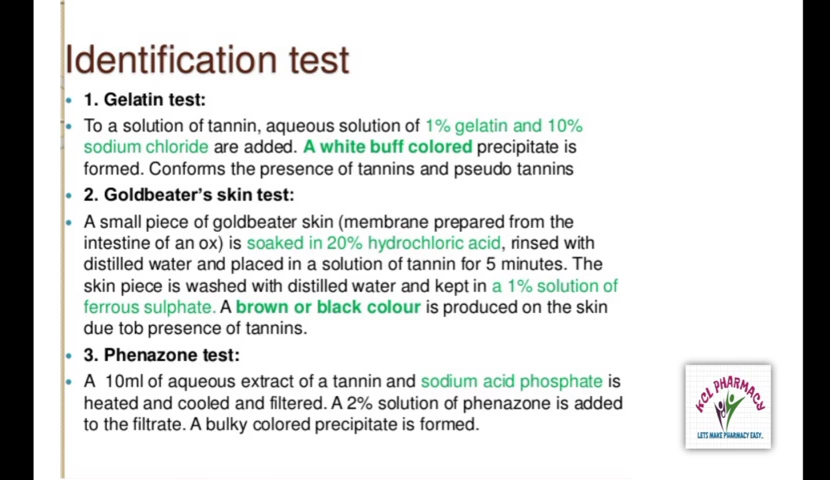 Identification test
• 1. Gelatin test:
• To a solution of tannin, aqueous solution of 1% gelatin and 10%
sodium chloride are added. A white buff colored precipitate is
formed. Conforms the presence of tannins and pseudo tannins
• 2. Goldbeater's skin test:
• A small piece of goldbeater skin (membrane prepared from the
intestine of an ox) is soaked in 20% hydrochloric acid, rinsed with
distilled water and placed in a solution of tannin for 5 minutes. The
skin piece is washed with distilled water and kept in a 1% solution of
ferrous sulphate. A brown or black colour is produced on the skin
due tob presence of tannins.
• 3. Phenazone test:
• A 10ml of aqueous extract of a tannin and sodium acid phosphate is
heated and cooled and filtered. A 2% solution of phenazone is added
to the filtrate. A bulky colored precipitate is formed.
KCL PHARMACY
LETS MAKE PHARMACY EASY.